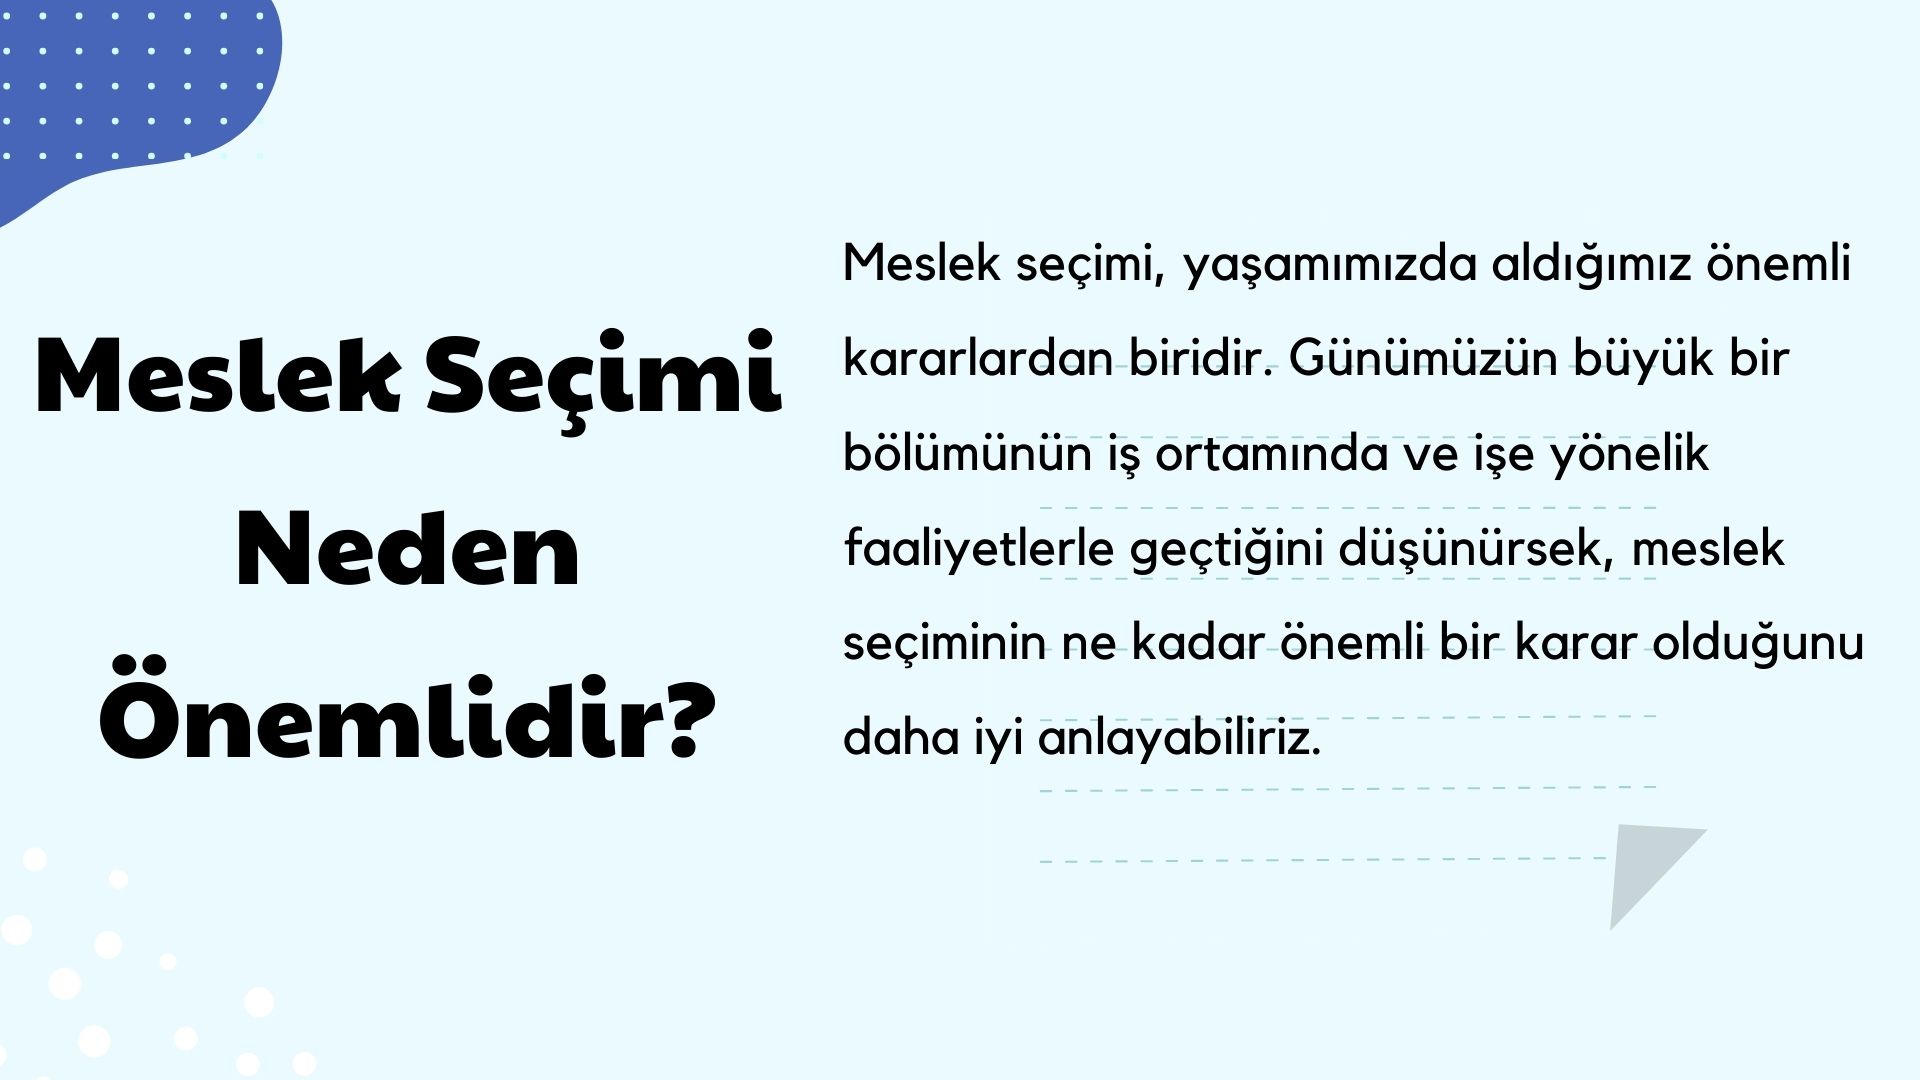 Meslek Seçimi
Neden
Önemlidir?
Meslek seçimi, yaşamımızda aldığımız önemli
kararlardan biridir. Günümüzün büyük bir
bölümünün iş ortamında ve işe yönelik
faaliyetlerle geçtiğini düşünürsek, meslek
seçiminin ne kadar önemli bir karar olduğunu
daha iyi anlayabiliriz.